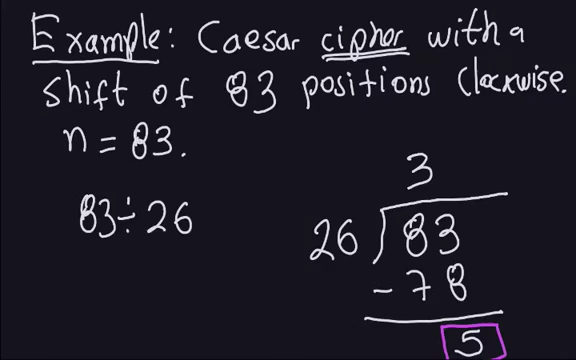 Example: Caesar cipher with a
shift of 83 positions clockwise.
n = 83.
3
83 ÷ 26
26 ) 83
- 78
5